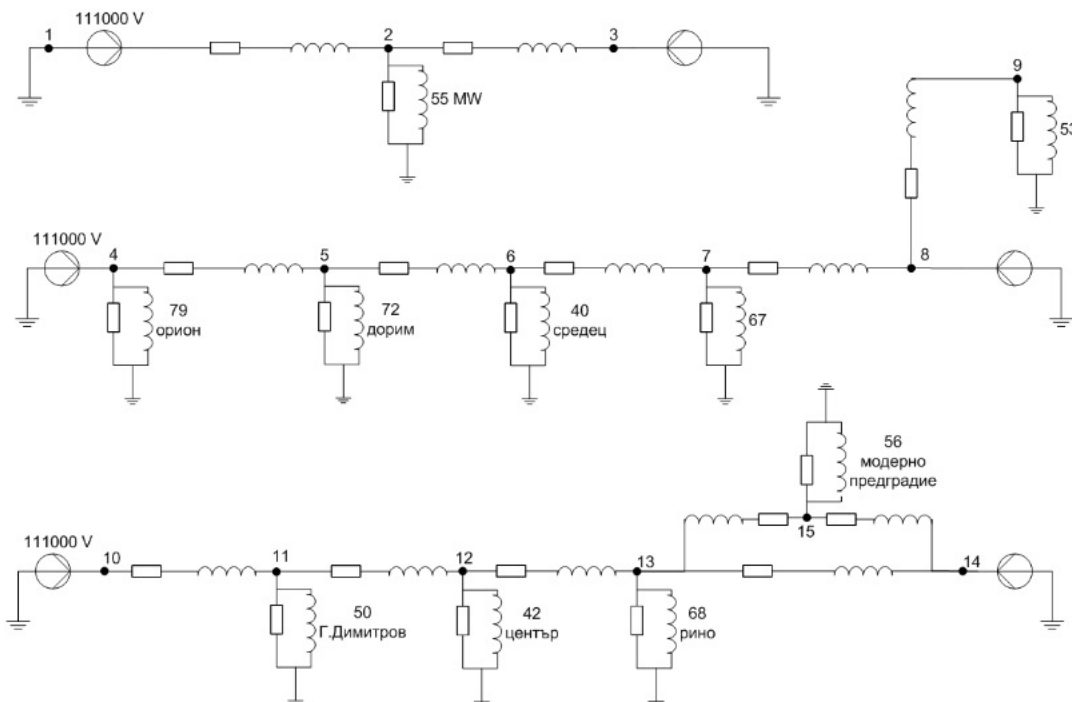 111000 V
1
2
3
55 MW
9
53
111000 V
4
5
6
7
8
79
орион
72
дорим
40
средец
67
56
модерно
предградие
15
111000 V
10
11
12
13
14
50
Г.Димитров
42
център
68
рино